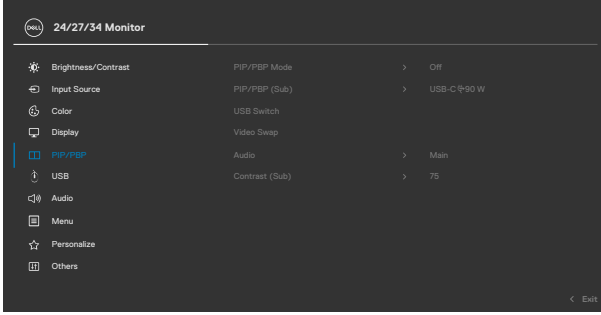 DELL 24/27/34 Monitor
Brightness/Contrast PIP/PBP Mode > Off
Input Source PIP/PBP (Sub) > USB-C 90 W
Color USB Switch
Display Video Swap
PIP/PBP Audio > Main
USB Contrast (Sub) > 75
Audio
Menu
Personalize
Others
< Exit